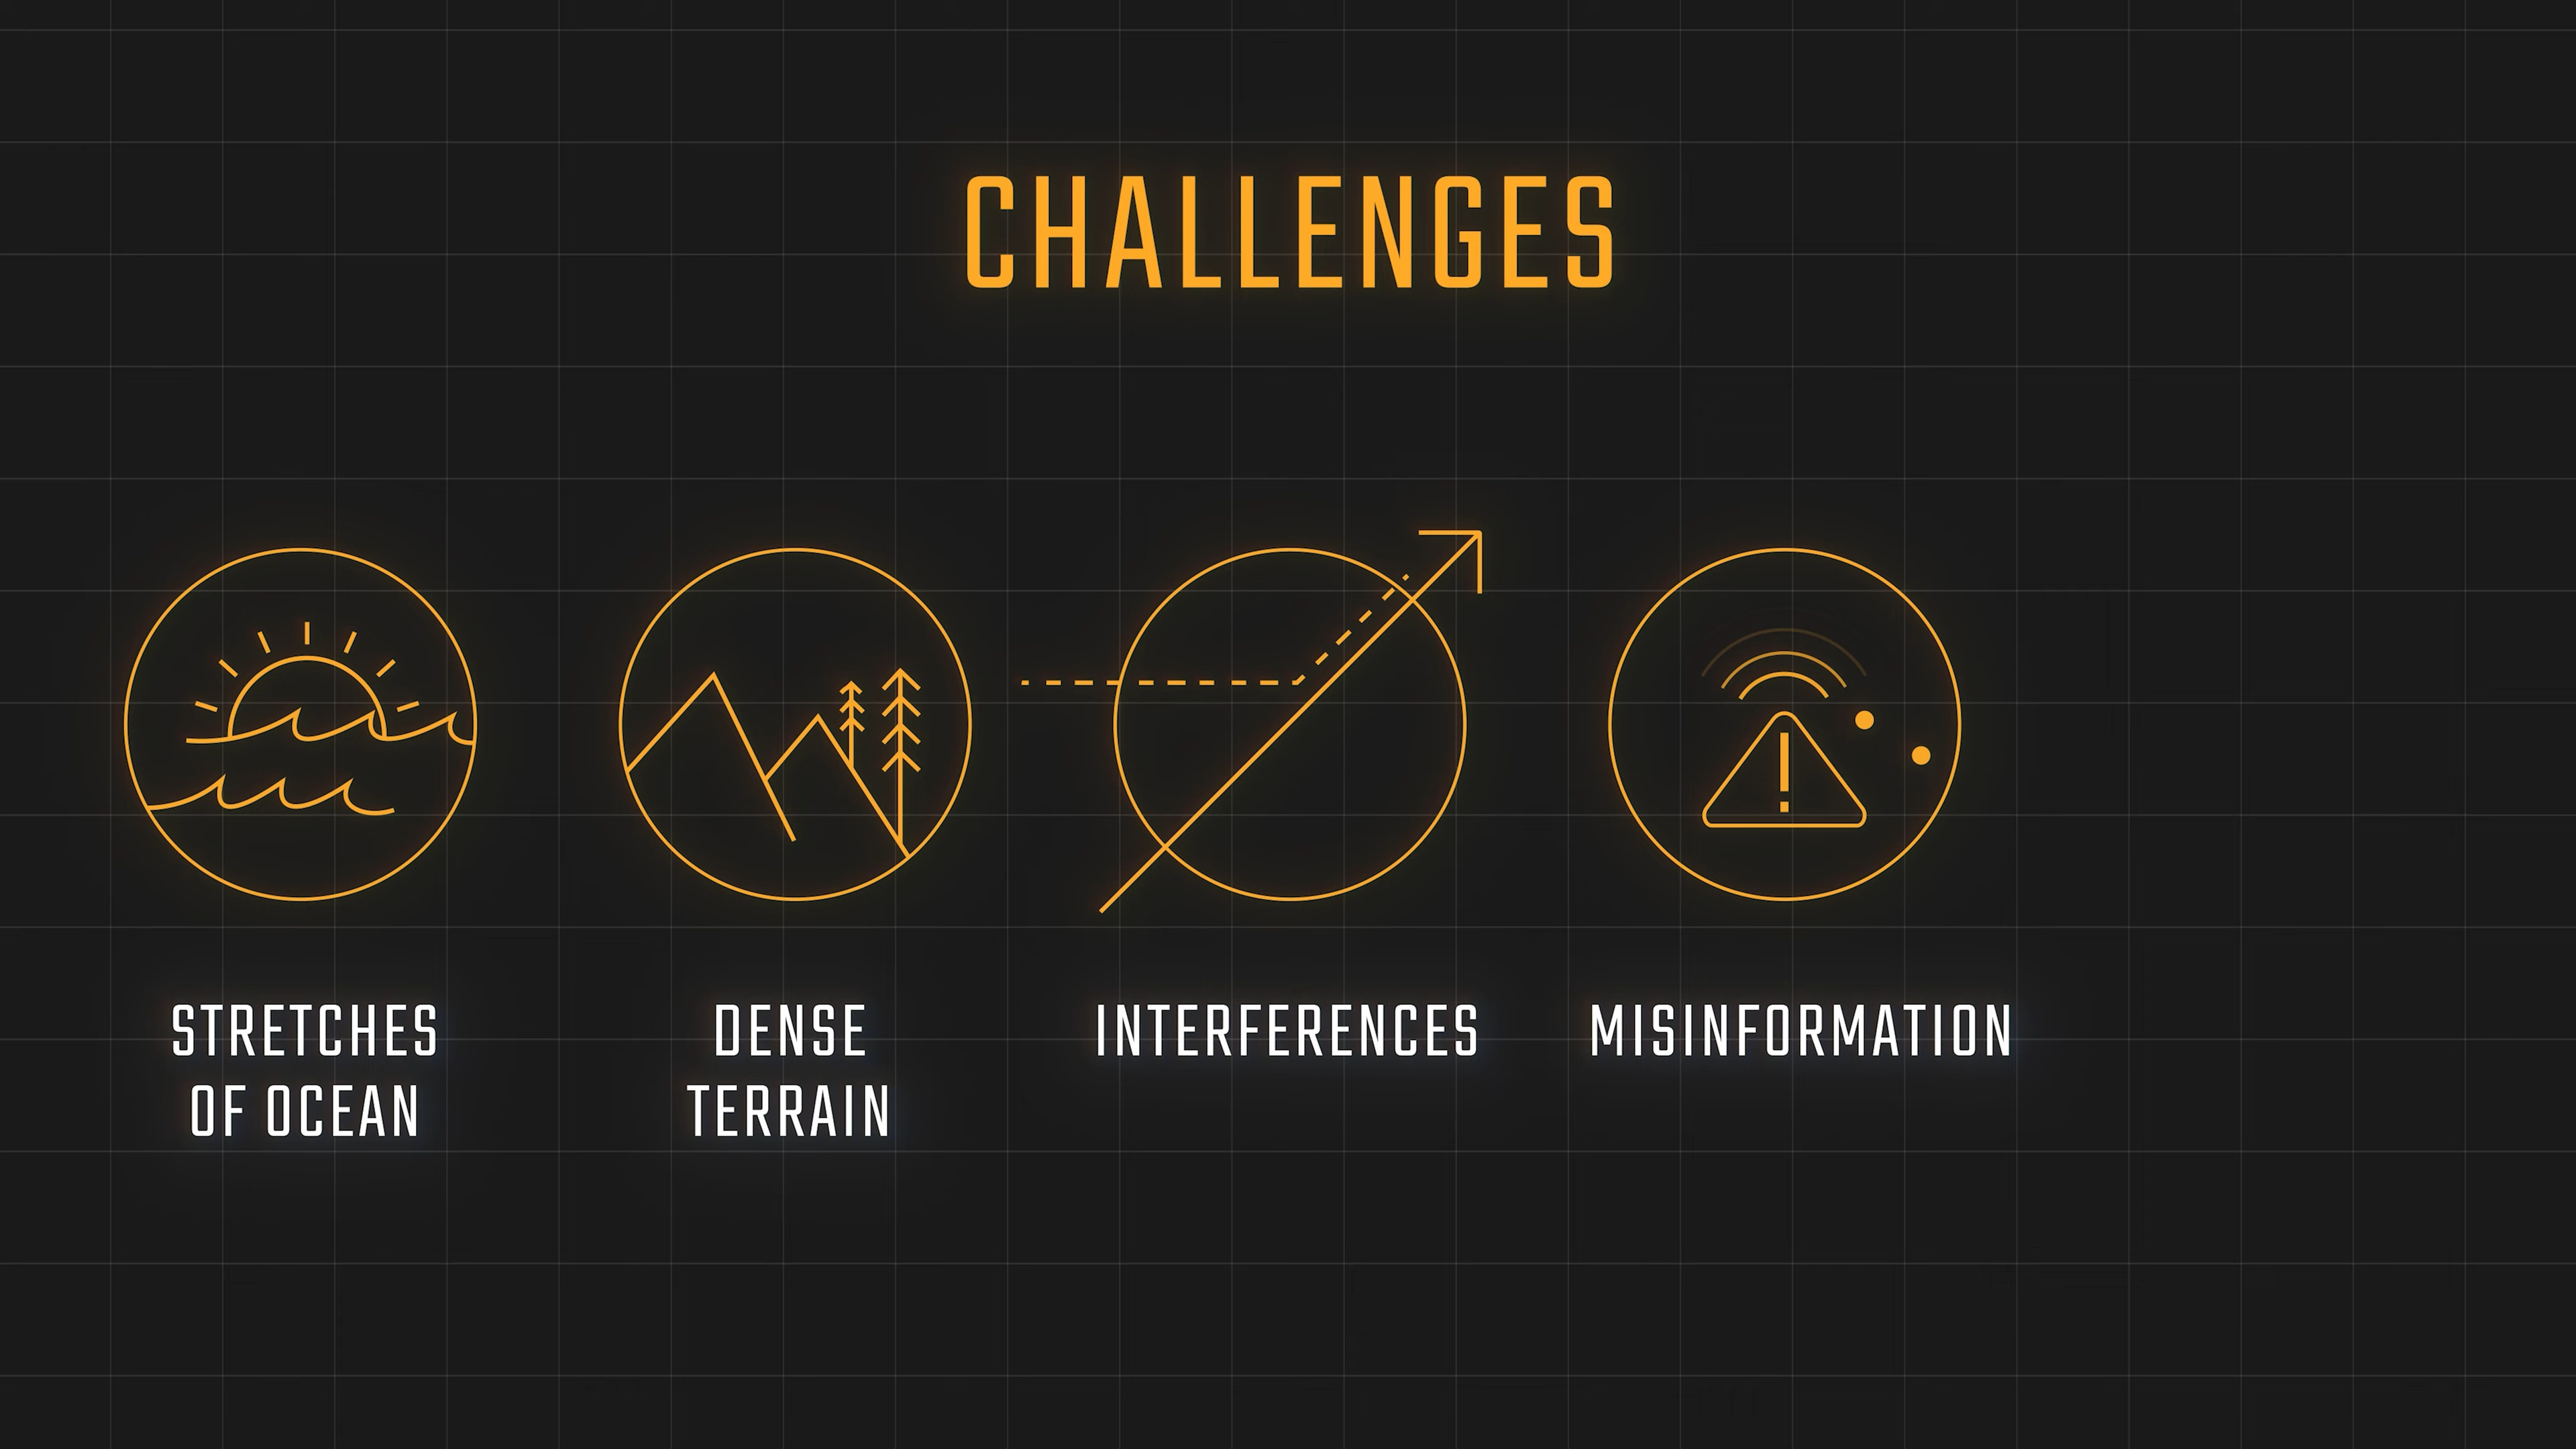 CHALLENGES
STRETCHES
OF OCEAN
DENSE
TERRAIN
INTERFERENCES
MISINFORMATION